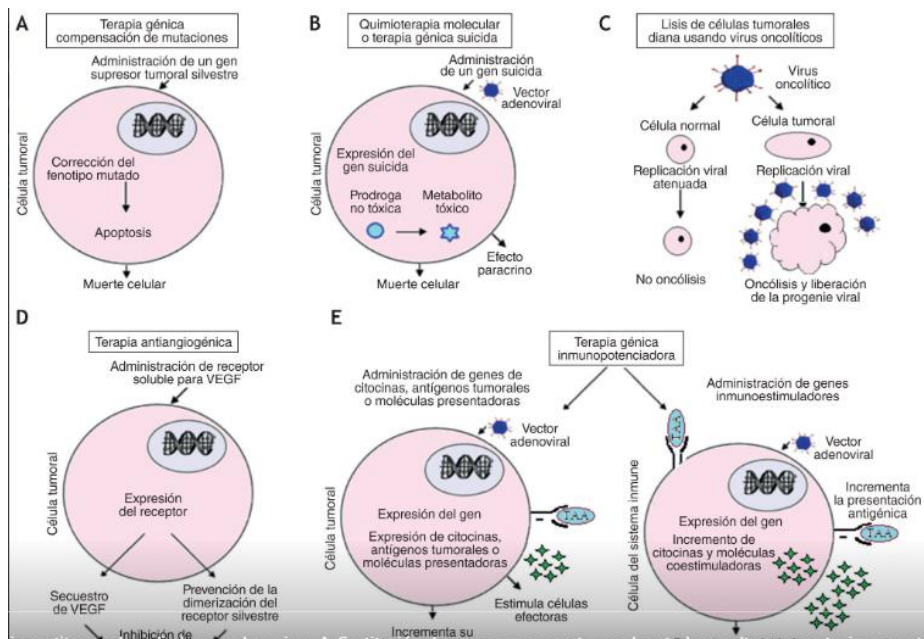 A
Terapia génica
compensación de mutaciones
Administración de un gen
supresor tumoral silvestre
Célula tumoral
Corrección del
fenotipo mutado
Apoptosis
Muerte celular
B
Quimioterapia molecular
o terapia génica suicida
Administración
de un gen suicida
Vector
adenoviral
Expresión del
gen suicida
Célula tumoral
Prodroga
no tóxica
Metabolito
tóxico
Efecto
paracrino
Muerte celular
C
Lisis de células tumorales
diana usando virus oncolíticos
Virus
oncolítico
Célula normal
Célula tumoral
Replicación viral
atenuada
Replicación viral
No oncólisis
Oncólisis y liberación
de la progenie viral
D
Terapia antiangiogénica
Administración de receptor
soluble para VEGF
Célula tumoral
Expresión
del receptor
Secuestro
de VEGF
Prevención de la
dimerización del
receptor silvestre
Inhibición de
E
Terapia génica
inmunopotenciadora
Administración de genes de
citocinas, antígenos tumorales
o moléculas presentadoras
Vector
adenoviral
Célula tumoral
Expresión del gen
TAA
Expresión de citocinas,
antígenos tumorales o
moléculas presentadoras
Estimula células
efectoras
Incrementa su
Administración de genes
inmunoestimuladores
TAA
Vector
adenoviral
Célula del sistema inmune
Incrementa
la presentación
antigénica
Expresión del gen
TAA
Incremento de
citocinas y moléculas
coestimuladoras